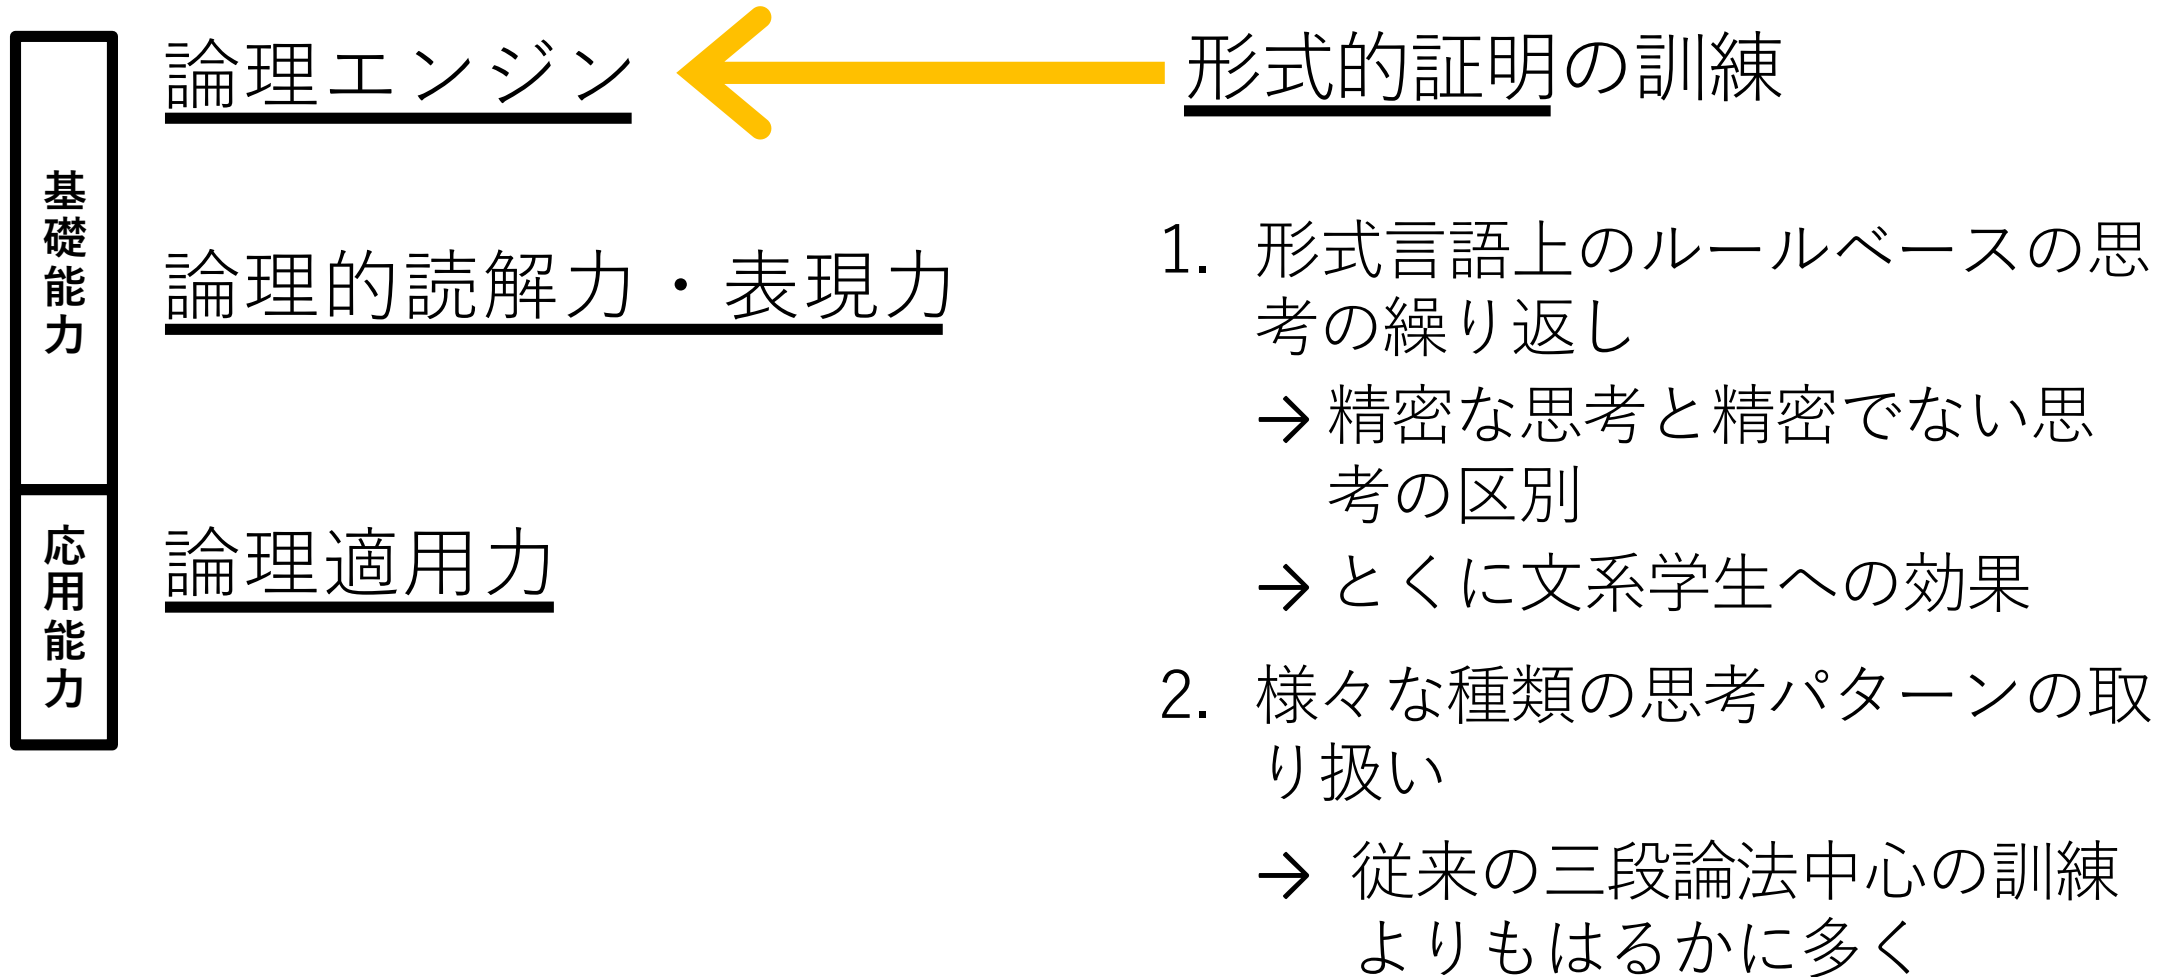 基礎能力
応用能力
論理エンジン
論理的読解力・表現力
論理適用力
形式的証明の訓練
1. 形式言語上のルールベースの思
考の繰り返し
→ 精密な思考と精密でない思
考の区別
→ とくに文系学生への効果
2. 様々な種類の思考パターンの取
り扱い
→ 従来の三段論法中心の訓練
よりもはるかに多く